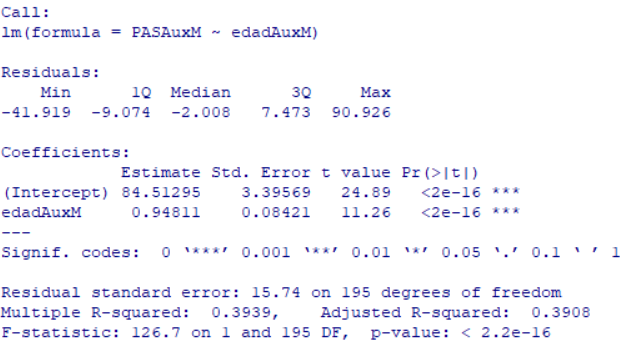 Call:
lm(formula = PASAuxM ~ edadAuxM)
Residuals:
    Min      1Q  Median      3Q     Max
-41.919  -9.074  -2.008   7.473  90.926
Coefficients:
            Estimate Std. Error t value Pr(>|t|)
(Intercept) 84.51295    3.39569   24.89   <2e-16 ***
edadAuxM     0.94811    0.08421   11.26   <2e-16 ***
---
Signif. codes:  0 ‘***’ 0.001 ‘**’ 0.01 ‘*’ 0.05 ‘.’ 0.1 ‘ ’ 1
Residual standard error: 15.74 on 195 degrees of freedom
Multiple R-squared:  0.3939,    Adjusted R-squared:  0.3908
F-statistic: 126.7 on 1 and 195 DF,  p-value: < 2.2e-16